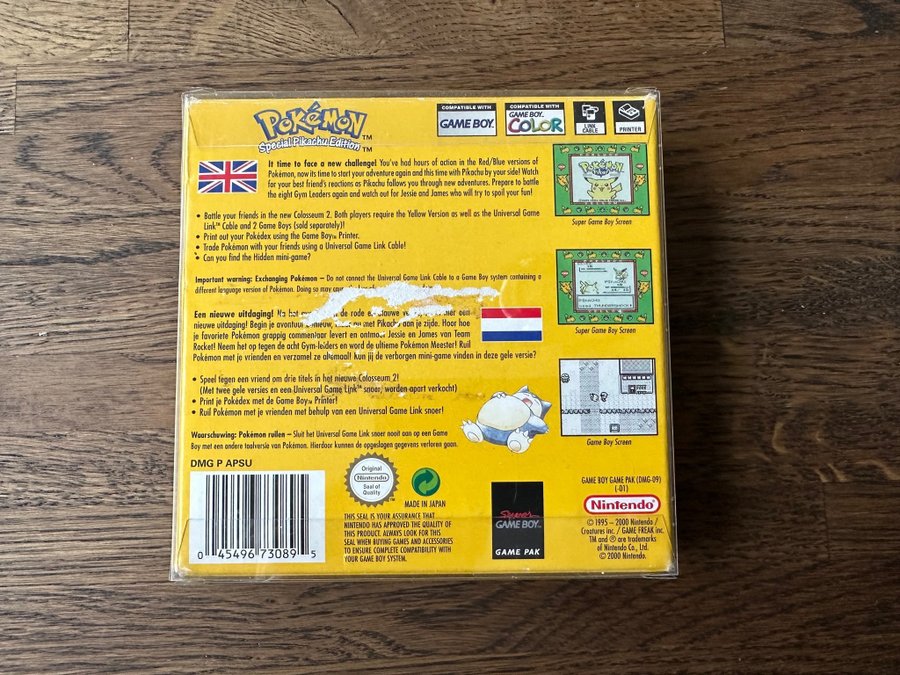 POKéMON™
Special Pikachu Edition™
COMPATIBLE WITH
GAME BOY.
COMPATIBLE WITH
GAME BOY.
COLOR
LINK
CABLE
PRINTER
It time to face a new challenge! You've had hours of action in the Red/Blue versions of
Pokémon, now its time to start your adventure again and this time with Pikachu by your side! Watch
for your best friend's reactions as Pikachu follows you through new adventures. Prepare to battle
the eight Gym Leaders again and watch out for Jessie and James who will try to spoil your fun!
• Battle your friends in the new Colosseum 2. Both players require the Yellow Version as well as the Universal Game
Link™ Cable and 2 Game Boys (sold separately)!
• Print out your Pokédex using the Game Boy™ Printer.
• Trade Pokémon with your friends using a Universal Game Link Cable!
• Can you find the Hidden mini-game?
Important warning: Exchanging Pokémon – Do not connect the Universal Game Link Cable to a Game Boy system containing a
different language version of Pokémon. Doing so may
Een nieuwe uitdaging! Na het de rode en blauwe een
nieuwe uitdaging! Begin je avontuur opnieuw, met Pikachu aan je zijde. Hoor hoe
je favoriete Pokémon grappig commentaar levert en ontmoet Jessie en James van Team
Rocket! Neem het op tegen de acht Gym-leiders en word de ultieme Pokémon Meester! Ruil
Pokémon met je vrienden en verzamel ze allemaal! Kun jij de verborgen mini-game vinden in deze gele versie?
• Speel tegen een vriend om drie titels in het nieuwe Colosseum 2!
(Met twee gele versies en een Universal Game Link™ snoer, worden apart verkocht)
• Print je Pokédex met de Game Boy™ Printer!
• Ruil Pokémon met je vrienden met behulp van een Universal Game Link snoer!
Waarschuwing: Pokémon ruilen – Sluit het Universal Game Link snoer nooit aan op een Game
Boy met een andere taalversie van Pokémon. Hierdoor kunnen de opgeslagen gegevens verloren gaan.
Super Game Boy Screen
Super Game Boy Screen
Game Boy Screen
DMG P APSU
0 45496 73089 5
Original
Nintendo
Seal of
Quality
™
MADE IN JAPAN
THIS SEAL IS YOUR ASSURANCE THAT
NINTENDO HAS APPROVED THE QUALITY OF
THIS PRODUCT. ALWAYS LOOK FOR THIS
SEAL WHEN BUYING GAMES AND ACCESSORIES
TO ENSURE COMPLETE COMPATIBILITY WITH
YOUR GAME BOY SYSTEM.
GAME BOY.
GAME PAK
GAME BOY GAME PAK (DMG-09)
(-01)
Nintendo®
© 1995 – 2000 Nintendo /
Creatures inc. / GAME FREAK inc.
TM and ® are trademarks
of Nintendo Co., Ltd.
© 2000 Nintendo.